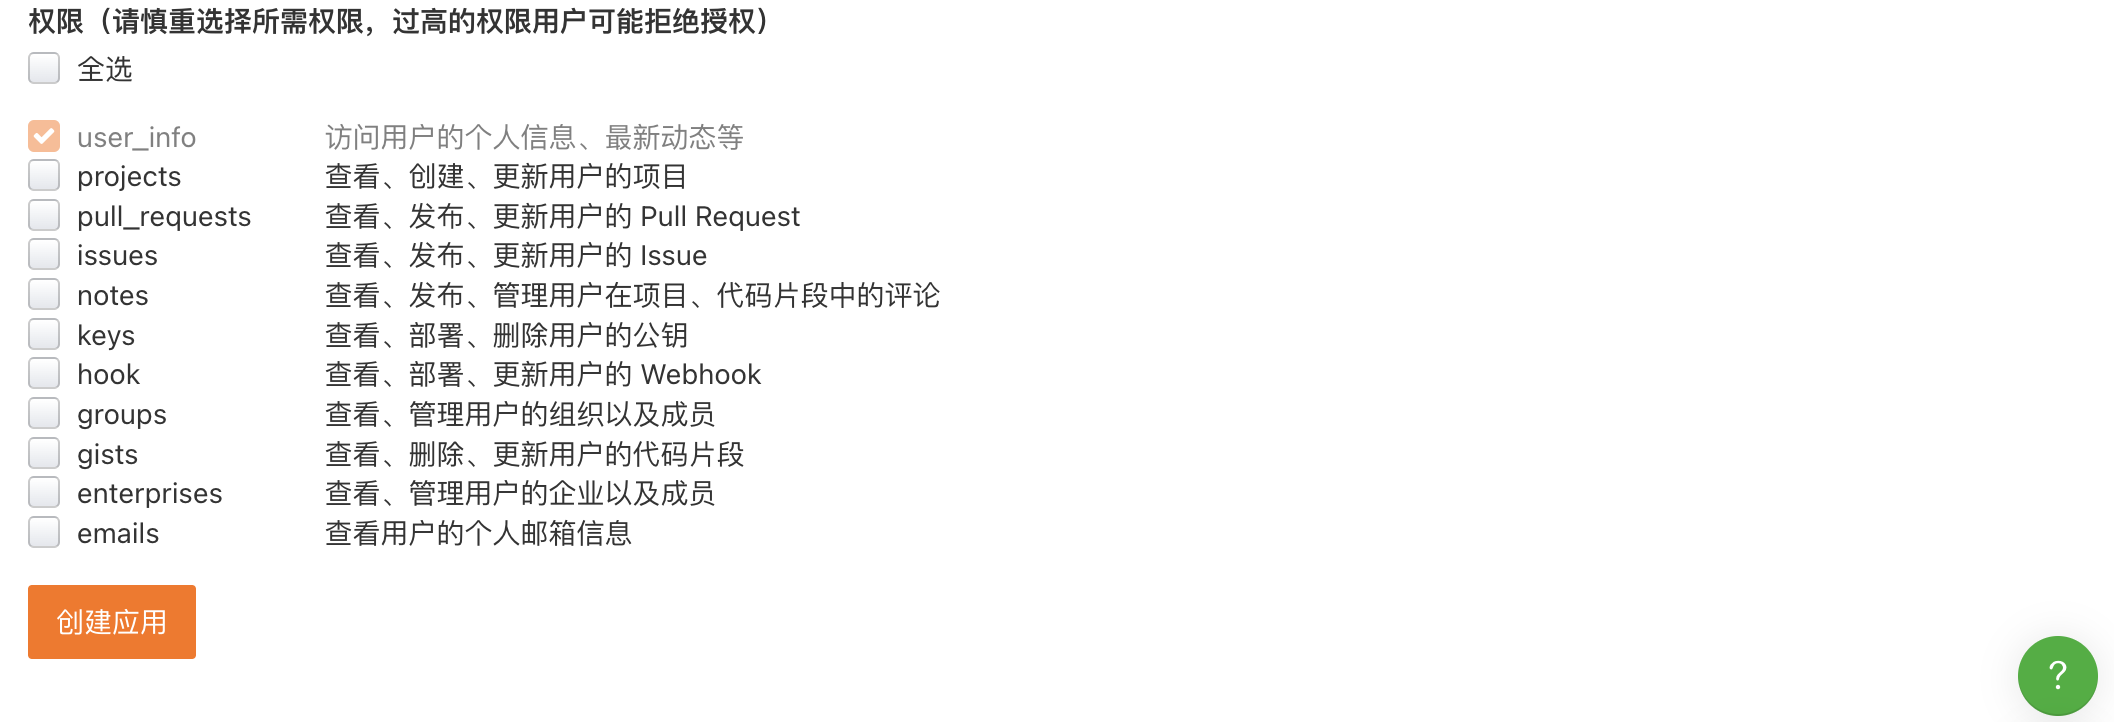 权限（请慎重选择所需权限，过高的权限用户可能拒绝授权）
全选
user_info 访问用户的个人信息、最新动态等
projects 查看、创建、更新用户的项目
pull_requests 查看、发布、更新用户的 Pull Request
issues 查看、发布、更新用户的 Issue
notes 查看、发布、管理用户在项目、代码片段中的评论
keys 查看、部署、删除用户的公钥
hook 查看、部署、更新用户的 Webhook
groups 查看、管理用户的组织以及成员
gists 查看、删除、更新用户的代码片段
enterprises 查看、管理用户的企业以及成员
emails 查看用户的个人邮箱信息
创建应用
?